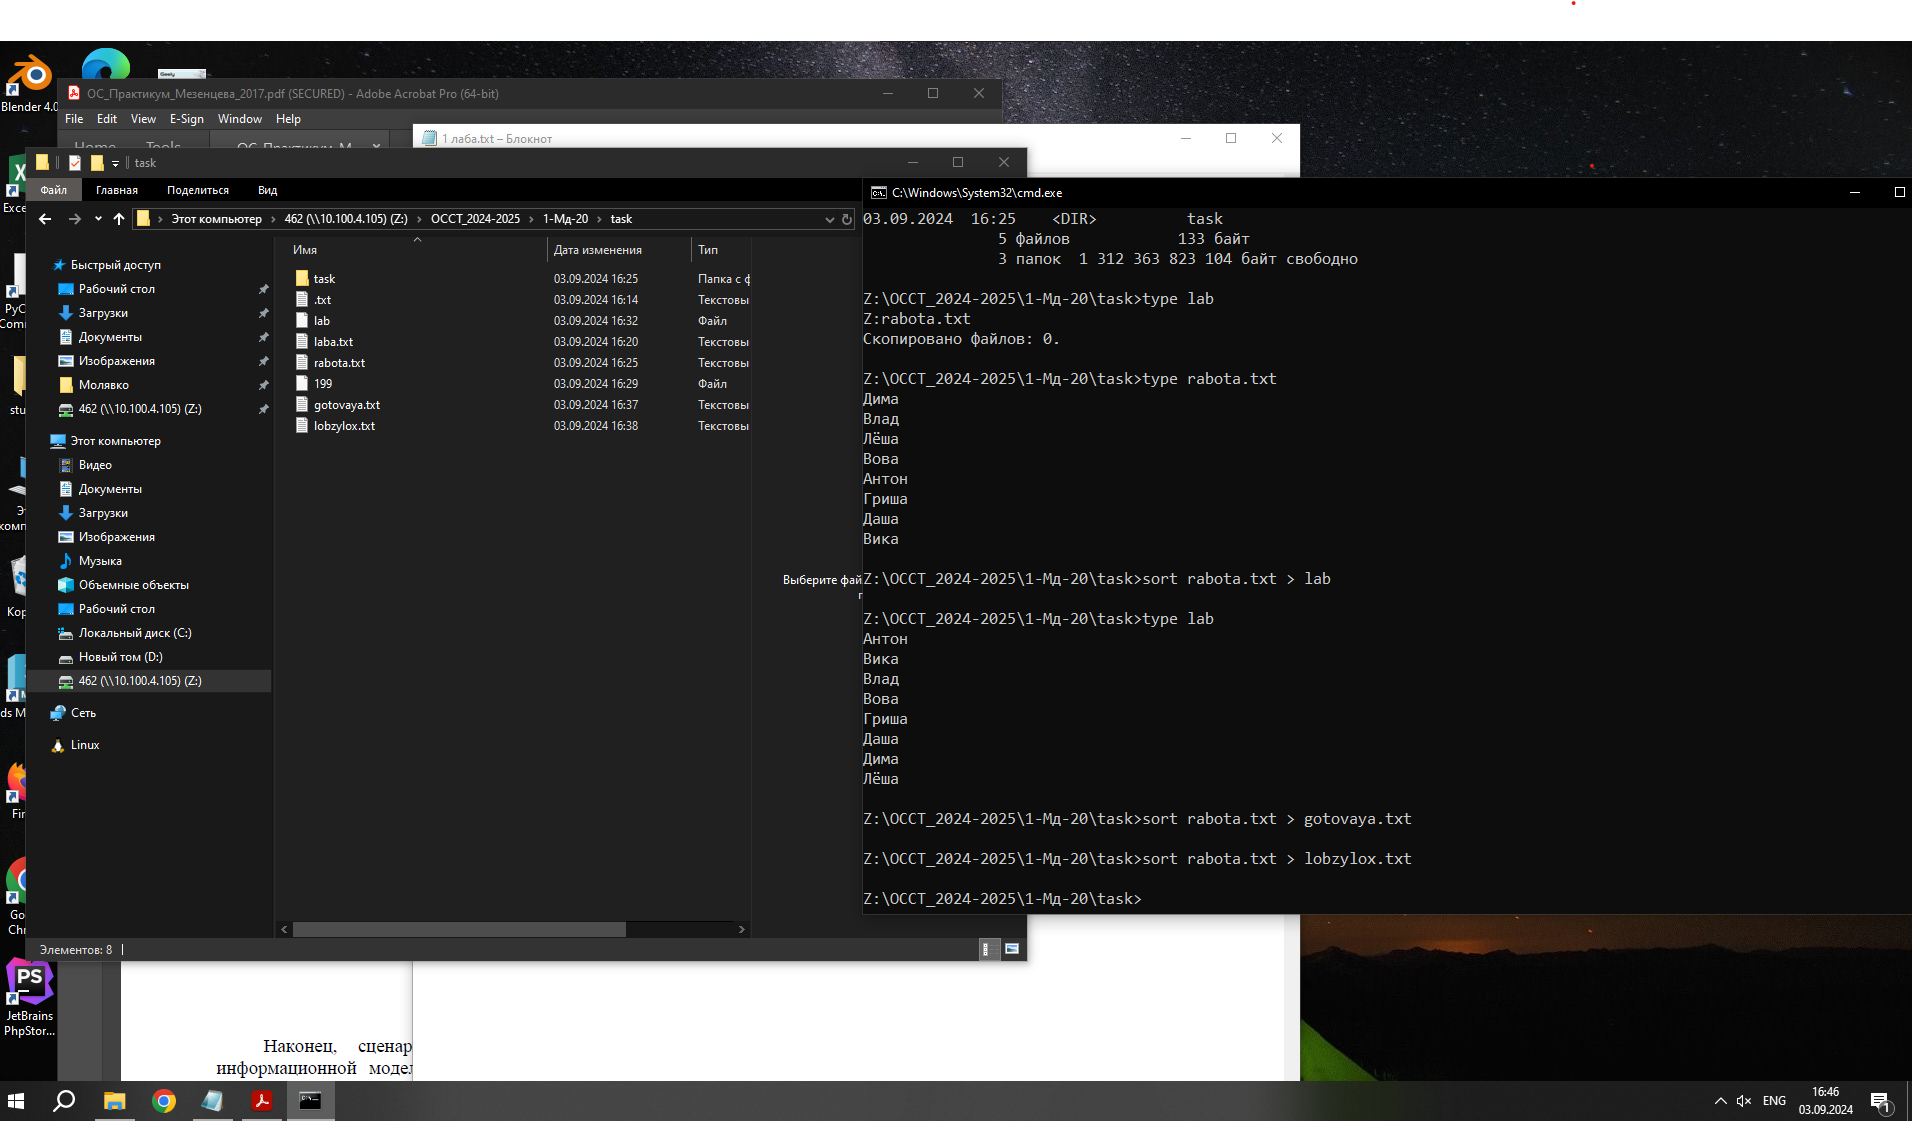 Blender 4.0
Geely
ОС_Практикум_Мезенцева_2017.pdf (SECURED) - Adobe Acrobat Pro (64-bit)
File Edit View E-Sign Window Help
1 лаба.txt – Блокнот
task
Файл Главная Поделиться Вид
Этот компьютер > 462 (\\10.100.4.105) (Z:) > ОССТ_2024-2025 > 1-Мд-20 > task
Имя Дата изменения Тип
Быстрый доступ
Рабочий стол
Загрузки
Документы
Изображения
Молявко
462 (\\10.100.4.105) (Z:)
Этот компьютер
Видео
Документы
Загрузки
Изображения
Музыка
Объемные объекты
Рабочий стол
Локальный диск (C:)
Новый том (D:)
462 (\\10.100.4.105) (Z:)
Сеть
Linux
task 03.09.2024 16:25 Папка с ф
.txt 03.09.2024 16:14 Текстовы
lab 03.09.2024 16:32 Файл
laba.txt 03.09.2024 16:20 Текстовы
rabota.txt 03.09.2024 16:25 Текстовы
199 03.09.2024 16:29 Файл
gotovaya.txt 03.09.2024 16:37 Текстовы
lobzylox.txt 03.09.2024 16:38 Текстовы
Выберите фай
Элементов: 8
C:\Windows\System32\cmd.exe
03.09.2024  16:25    <DIR>          task
5 файлов            133 байт
3 папок  1 312 363 823 104 байт свободно
Z:\ОССТ_2024-2025\1-Мд-20\task>type lab
Z:rabota.txt
Скопировано файлов: 0.
Z:\ОССТ_2024-2025\1-Мд-20\task>type rabota.txt
Дима
Влад
Лёша
Вова
Антон
Гриша
Даша
Вика
Z:\ОССТ_2024-2025\1-Мд-20\task>sort rabota.txt > lab
Z:\ОССТ_2024-2025\1-Мд-20\task>type lab
Антон
Вика
Влад
Вова
Гриша
Даша
Дима
Лёша
Z:\ОССТ_2024-2025\1-Мд-20\task>sort rabota.txt > gotovaya.txt
Z:\ОССТ_2024-2025\1-Мд-20\task>sort rabota.txt > lobzylox.txt
Z:\ОССТ_2024-2025\1-Мд-20\task>
JetBrains
PhpStor...
Наконец, сценар
информационной модел
ENG
16:46
03.09.2024
1